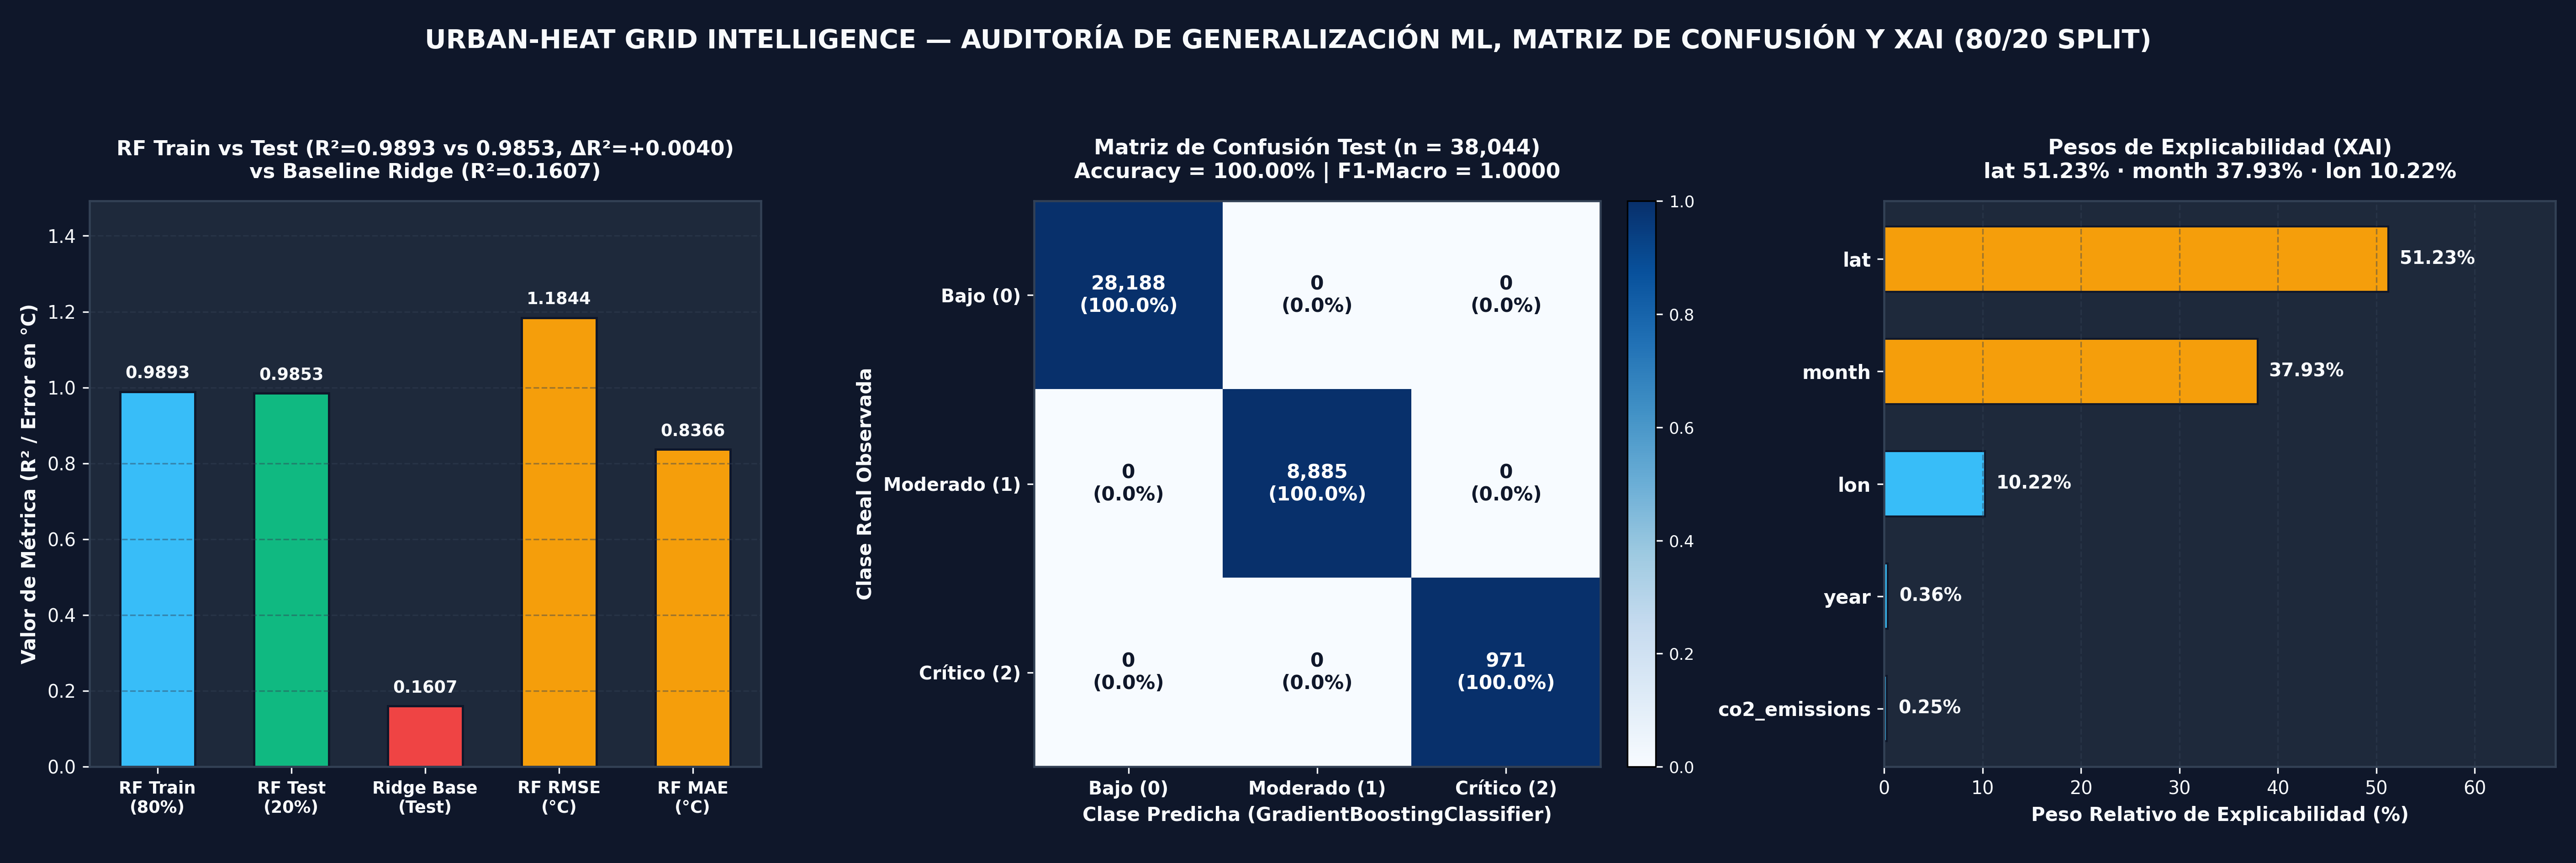 URBAN-HEAT GRID INTELLIGENCE — AUDITORÍA DE GENERALIZACIÓN ML, MATRIZ DE CONFUSIÓN Y XAI (80/20 SPLIT)
RF Train vs Test (R²=0.9893 vs 0.9853, ΔR²=+0.0040)
vs Baseline Ridge (R²=0.1607)
Valor de Métrica (R² / Error en °C)
1.4
1.2
1.0
0.8
0.6
0.4
0.2
0.0
0.9893
0.9853
0.1607
1.1844
0.8366
RF Train
(80%)
RF Test
(20%)
Ridge Base
(Test)
RF RMSE
(°C)
RF MAE
(°C)
Matriz de Confusión Test (n = 38,044)
Accuracy = 100.00% | F1-Macro = 1.0000
Clase Real Observada
Bajo (0)
28,188
(100.0%)
0
(0.0%)
0
(0.0%)
Moderado (1)
0
(0.0%)
8,885
(100.0%)
0
(0.0%)
Crítico (2)
0
(0.0%)
0
(0.0%)
971
(100.0%)
Bajo (0)
Moderado (1)
Crítico (2)
Clase Predicha (GradientBoostingClassifier)
1.0
0.8
0.6
0.4
0.2
0.0
Pesos de Explicabilidad (XAI)
lat 51.23% · month 37.93% · lon 10.22%
lat
51.23%
month
37.93%
lon
10.22%
year
0.36%
co2_emissions
0.25%
0
10
20
30
40
50
60
Peso Relativo de Explicabilidad (%)